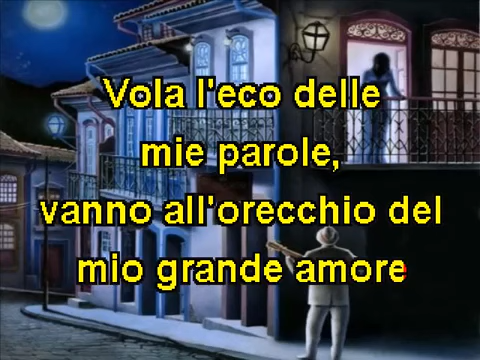 Vola l'eco delle
mie parole,
vanno all'orecchio del
mio grande amore